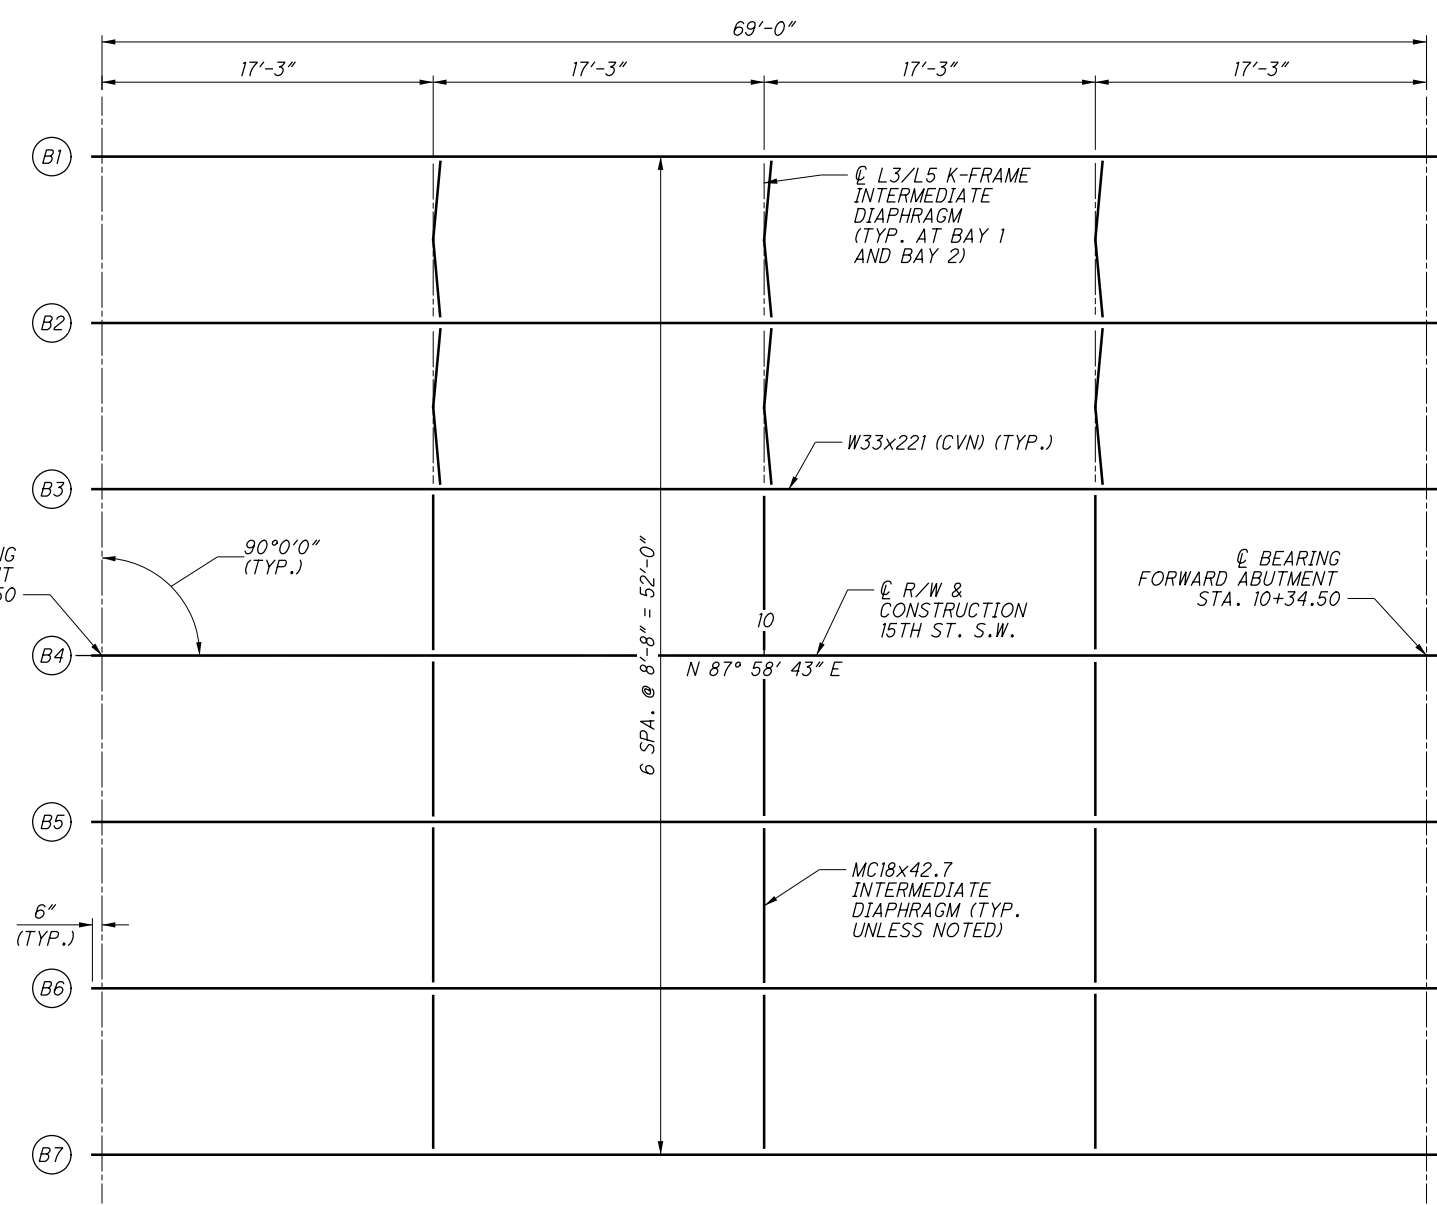 69'-0"
17'-3" 17'-3" 17'-3" 17'-3"
B1
℄ L3/L5 K-FRAME
INTERMEDIATE
DIAPHRAGM
(TYP. AT BAY 1
AND BAY 2)
B2
W33x221 (CVN) (TYP.)
B3
90°0'0"
(TYP.)
6 SPA. @ 8'-8" = 52'-0"
℄ R/W &
CONSTRUCTION
15TH ST. S.W.
10
℄ BEARING
FORWARD ABUTMENT
STA. 10+34.50
B4
N 87° 58' 43" E
B5
MC18x42.7
INTERMEDIATE
DIAPHRAGM (TYP.
UNLESS NOTED)
6"
(TYP.)
B6
B7